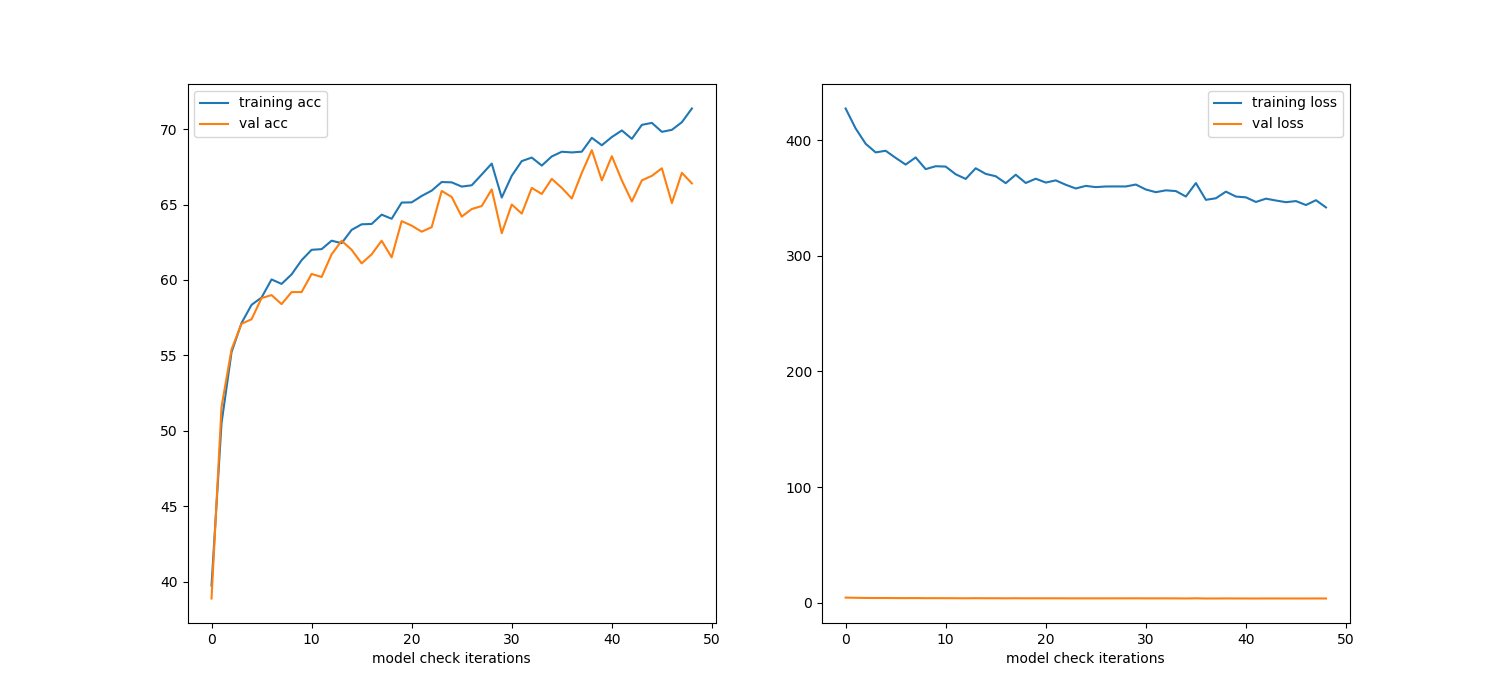 training acc
val acc
70
65
60
55
50
45
40
0 10 20 30 40 50
model check iterations
training loss
val loss
400
300
200
100
0
0 10 20 30 40 50
model check iterations